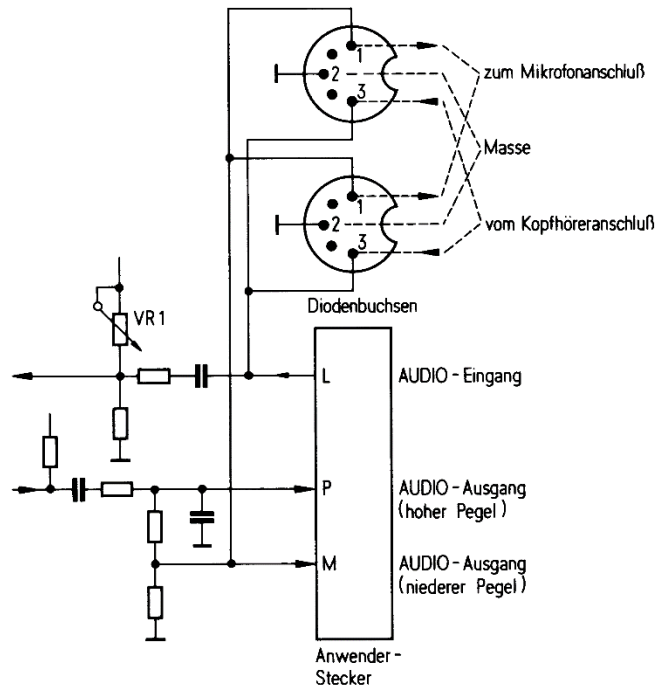 1
2
3
zum Mikrofonanschluß
Masse
1
2
3
vom Kopfhöreranschluß
Diodenbuchsen
VR1
L AUDIO-Eingang
P AUDIO-Ausgang
(hoher Pegel)
M AUDIO-Ausgang
(niederer Pegel)
Anwender-
Stecker